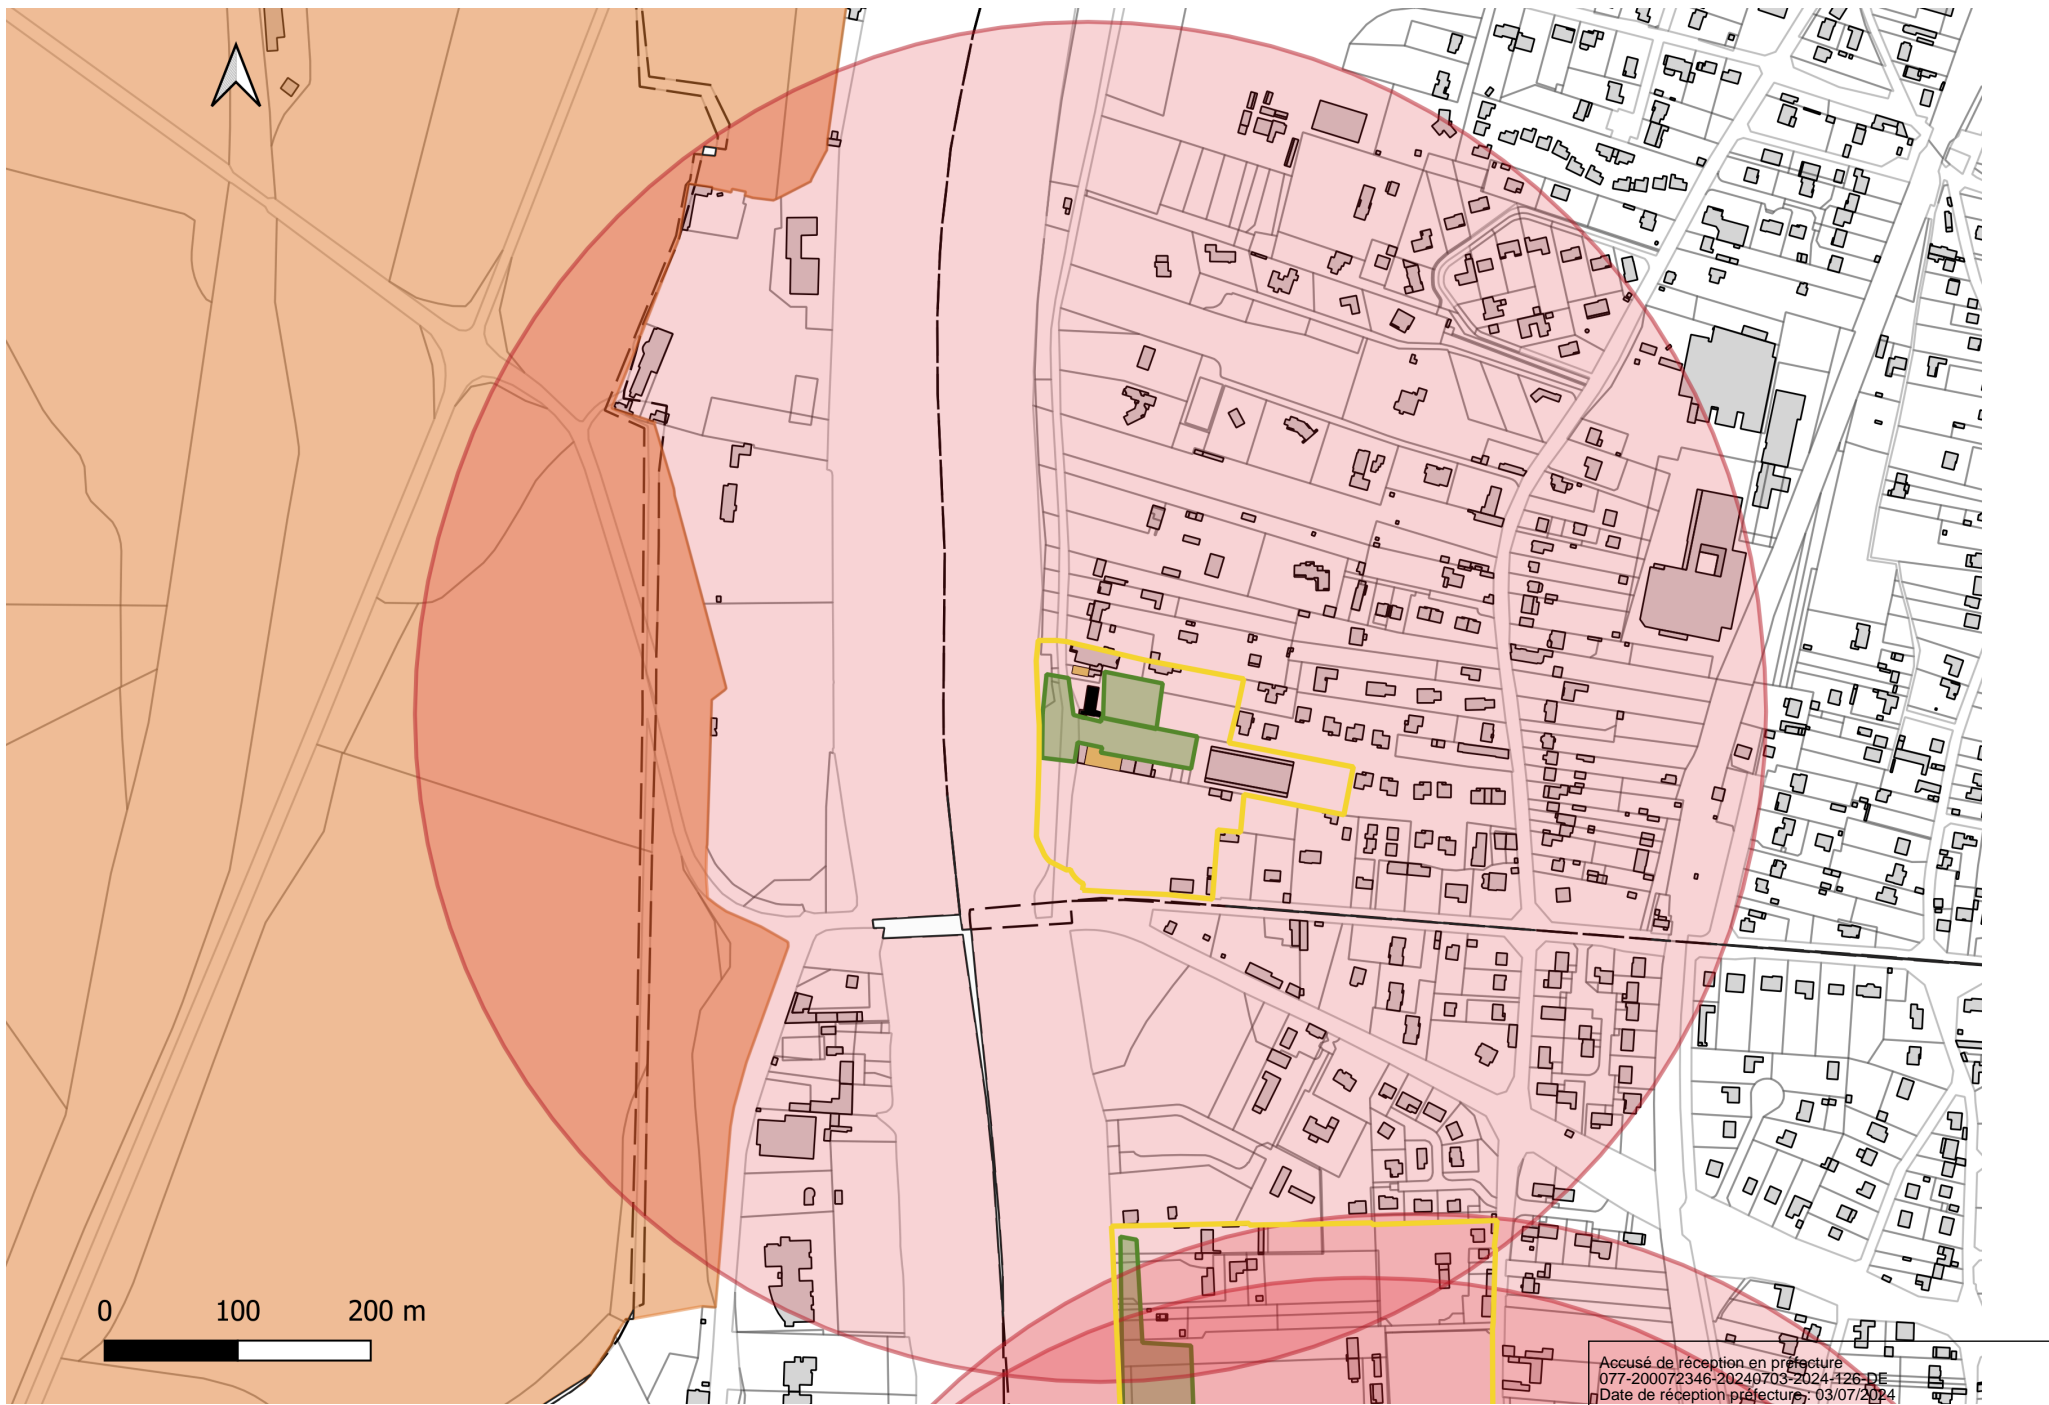 0 100 200 m
Accusé de réception en préfecture
077-200072346-20240703-2024-126-DE
Date de réception préfecture : 03/07/2024